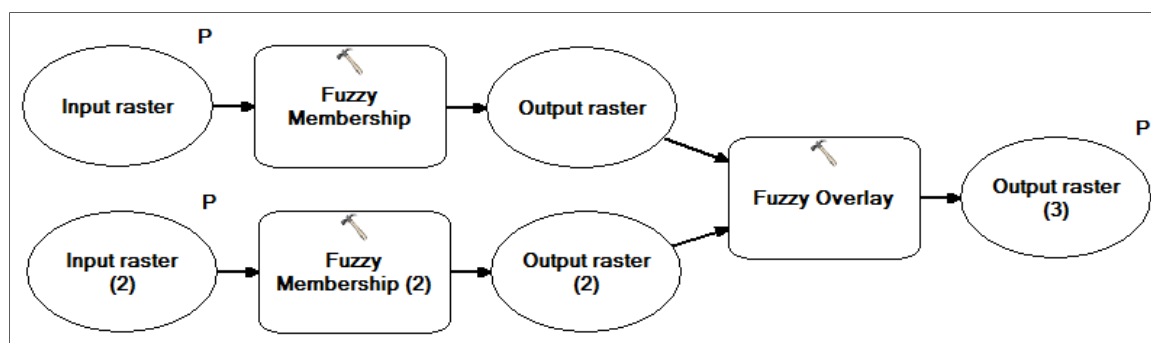 P
Input raster
Fuzzy
Membership
Output raster
P
Input raster
(2)
Fuzzy
Membership (2)
Output raster
(2)
Fuzzy Overlay
P
Output raster
(3)